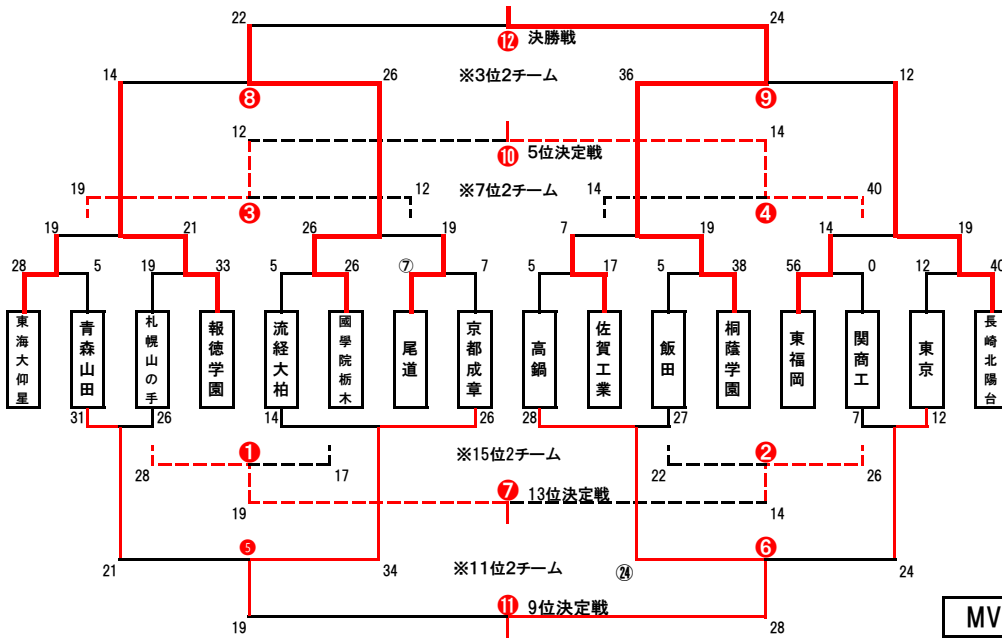 22 24
⓬ 決勝戦
14 26 ※3位2チーム 36 12
❽ ❾
12 14
❿ 5位決定戦
19 12 ※7位2チーム 14 40
❸ ❹
19 21 26 19 7 19 14 19
28 5 19 33 5 26 ⑦ 7 5 17 5 38 56 0 12 40
東海大仰星
青森山田
札幌山の手
報徳学園
流経大柏
國學院栃木
尾道
京都成章
高鍋
佐賀工業
飯田
桐蔭学園
東福岡
関商工
東京
長崎北陽台
31 26 14 26 28 27 7 12
❶ ※15位2チーム ❷
28 17 22 26
❼ 13位決定戦
19 14
❺ ❻
21 34 ※11位2チーム ㉔ 24
⓫ 9位決定戦
19 28
MV